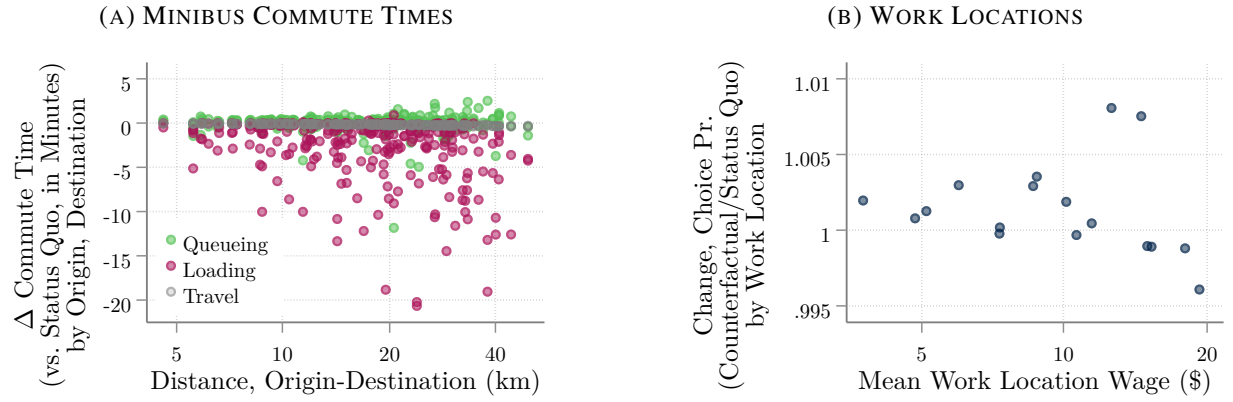 (A) MINIBUS COMMUTE TIMES
Δ Commute Time
(vs. Status Quo, in Minutes)
by Origin, Destination
5
0
-5
-10
-15
-20
Queueing
Loading
Travel
5 10 20 40
Distance, Origin-Destination (km)
(B) WORK LOCATIONS
Change, Choice Pr.
(Counterfactual/Status Quo)
by Work Location
1.01
1.005
1
.995
5 10 20
Mean Work Location Wage ($)